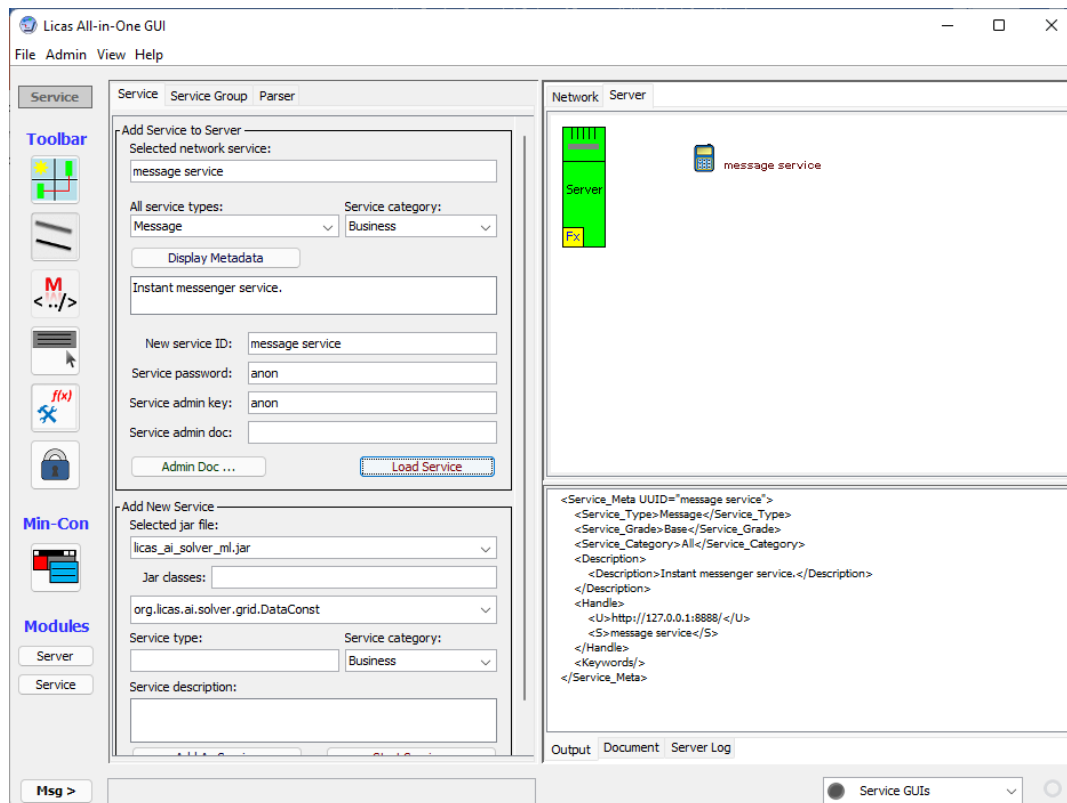 Licas All-in-One GUI
File Admin View Help
Service
Toolbar
M
<../>
f(x)
Min-Con
Modules
Server
Service
Msg >
Service Service Group Parser
Add Service to Server
Selected network service:
message service
All service types: Service category:
Message Business
Display Metadata
Instant messenger service.
New service ID: message service
Service password: anon
Service admin key: anon
Service admin doc:
Admin Doc ... Load Service
Add New Service
Selected jar file:
licas_ai_solver_ml.jar
Jar classes:
org.licas.ai.solver.grid.DataConst
Service type: Service category:
Business
Service description:
Network Server
Server
Fx
message service
<Service_Meta UUID="message service">
<Service_Type>Message</Service_Type>
<Service_Grade>Base</Service_Grade>
<Service_Category>All</Service_Category>
<Description>
<Description>Instant messenger service.</Description>
</Description>
<Handle>
<U>http://127.0.0.1:8888/</U>
<S>message service</S>
</Handle>
<Keywords/>
</Service_Meta>
Output Document Server Log
Service GUIs